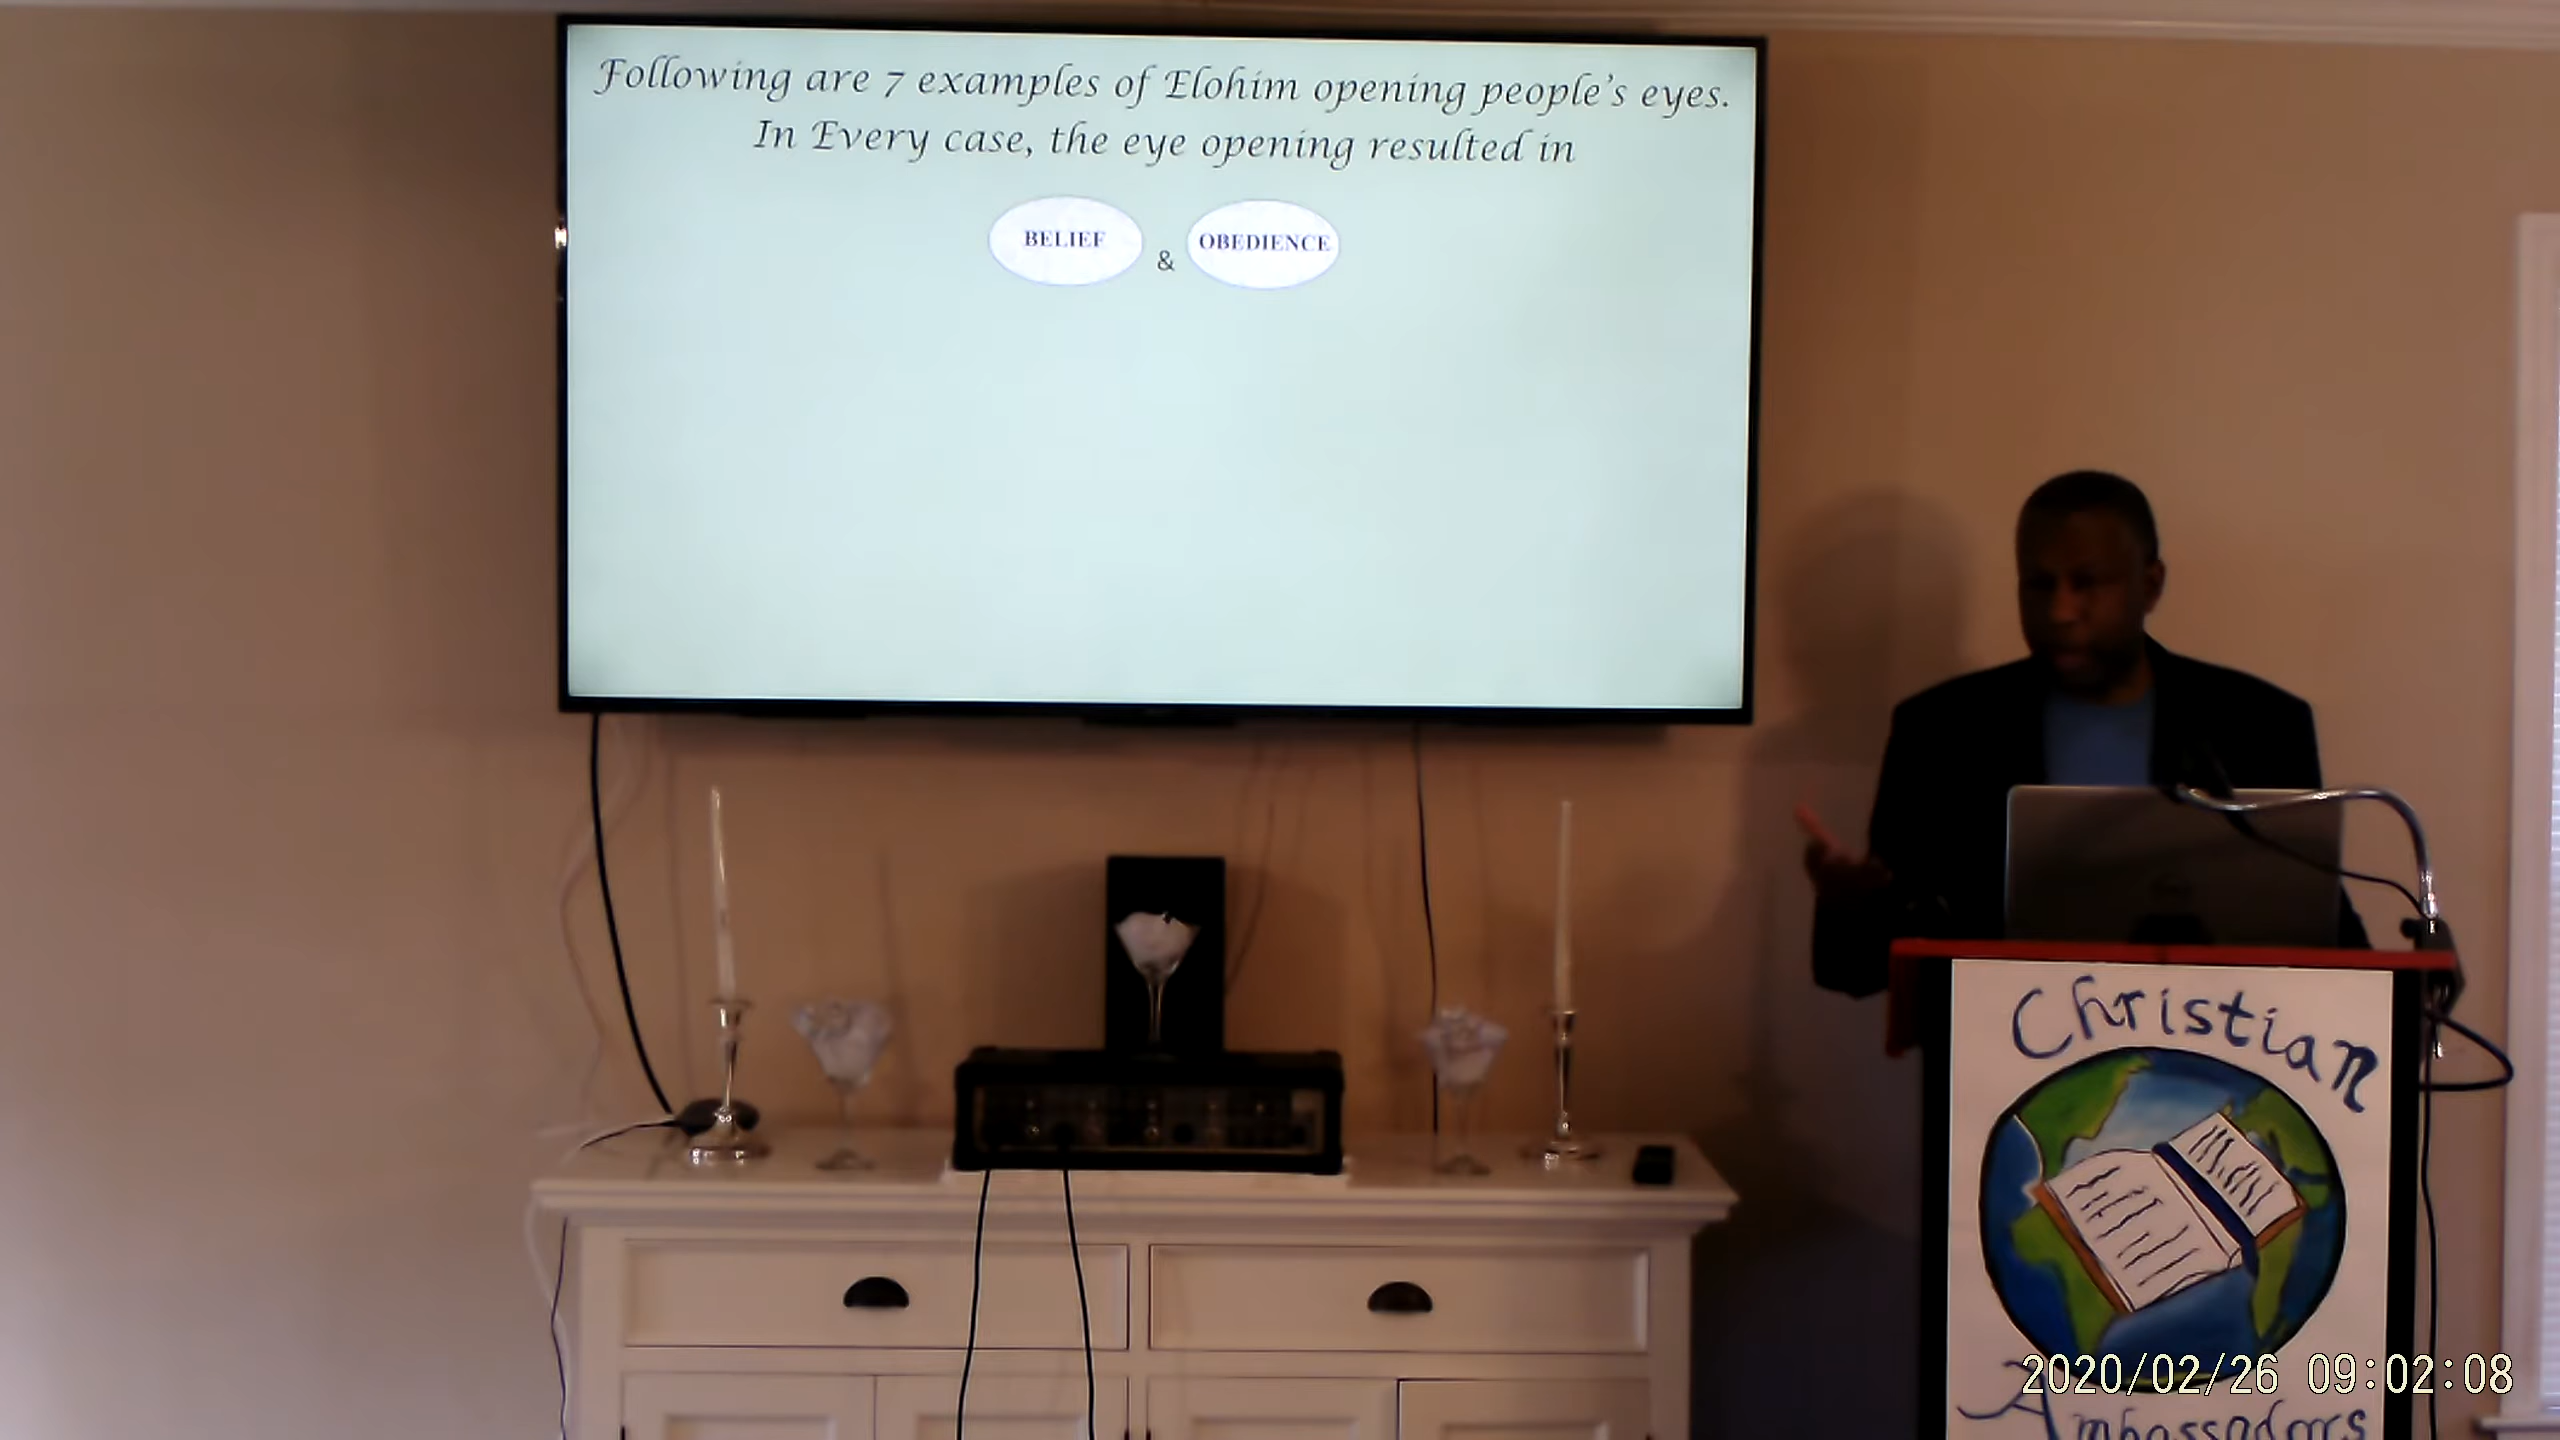 Following are 7 examples of Elohim opening people's eyes.
In Every case, the eye opening resulted in
BELIEF & OBEDIENCE
Christian
Ambassadors
2020/02/26 09:02:08